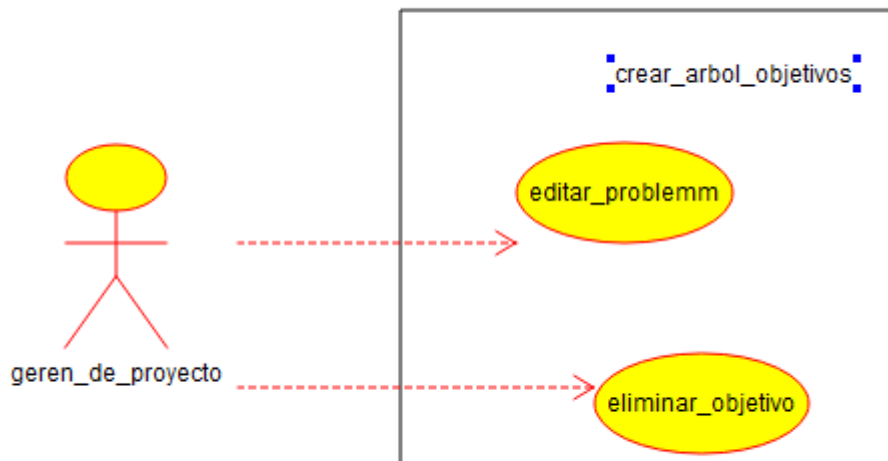 crear_arbol_objetivos
editar_problemm
geren_de_proyecto
eliminar_objetivo